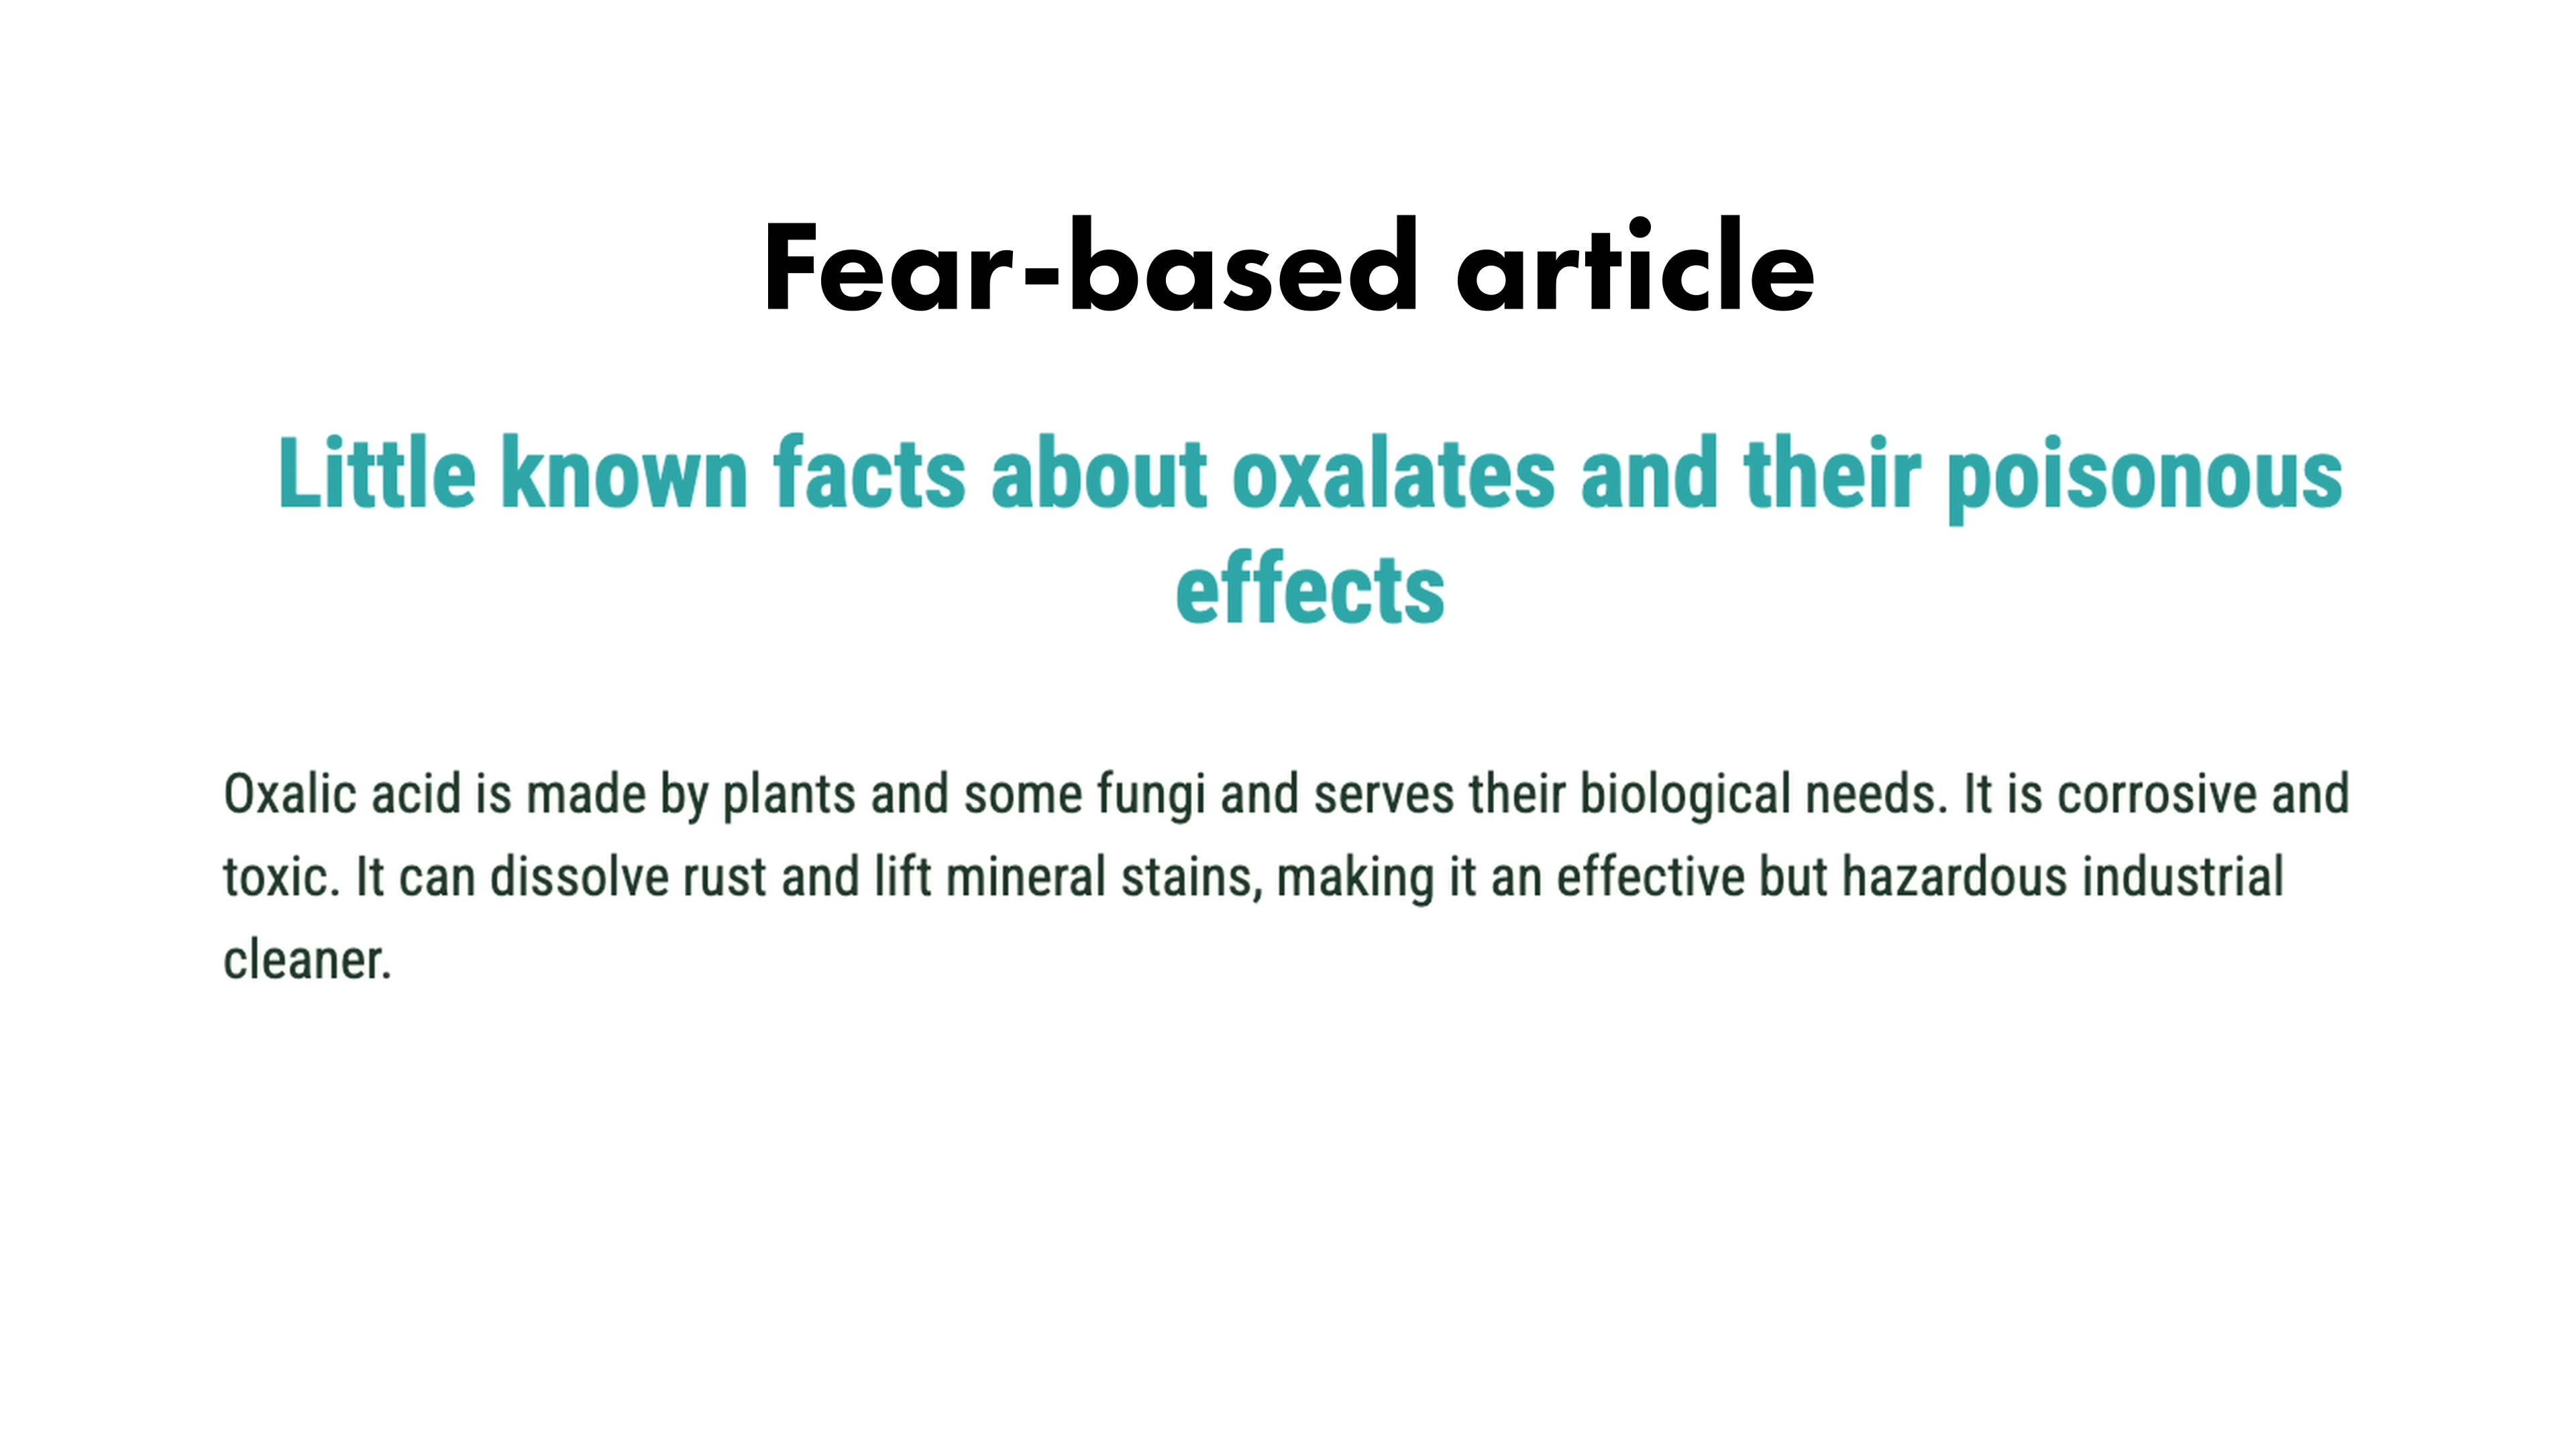 Fear-based article
Little known facts about oxalates and their poisonous
effects
Oxalic acid is made by plants and some fungi and serves their biological needs. It is corrosive and
toxic. It can dissolve rust and lift mineral stains, making it an effective but hazardous industrial
cleaner.